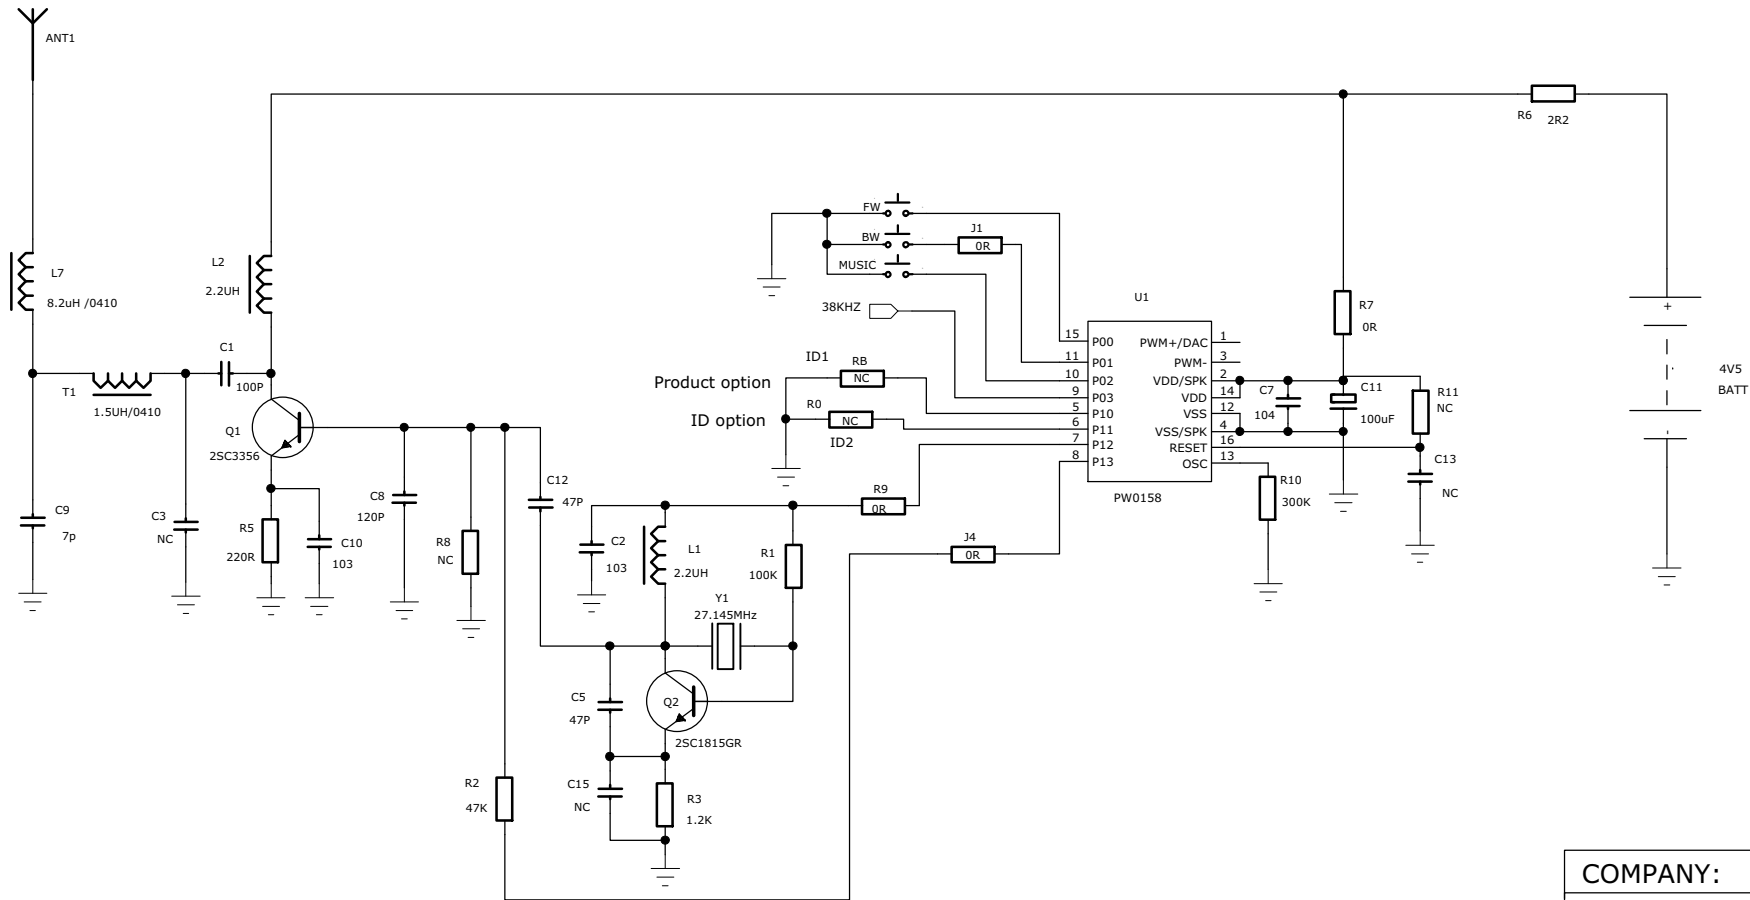 ANT1
R6
2R2
L7
8.2uH /0410
L2
2.2UH
FW
BW
MUSIC
J1
0R
38KHZ
U1
R7
0R
C1
100P
T1
1.5UH/0410
ID1
RB
NC
Product option
R0
NC
ID option
ID2
15
P00
11
P01
10
P02
9
P03
5
P10
6
P11
7
P12
8
P13
PWM+/DAC
1
PWM-
3
VDD/SPK
2
VDD
14
VSS
12
VSS/SPK
4
RESET
16
OSC
13
PW0158
C7
104
C11
100uF
R11
NC
+
4V5
BATT
C13
NC
R10
300K
Q1
2SC3356
C9
7p
C3
NC
R5
220R
C10
103
C8
120P
R8
NC
C12
47P
R9
0R
C2
103
L1
2.2UH
R1
100K
J4
0R
Y1
27.145MHz
C5
47P
Q2
2SC1815GR
R2
47K
C15
NC
R3
1.2K
COMPANY: